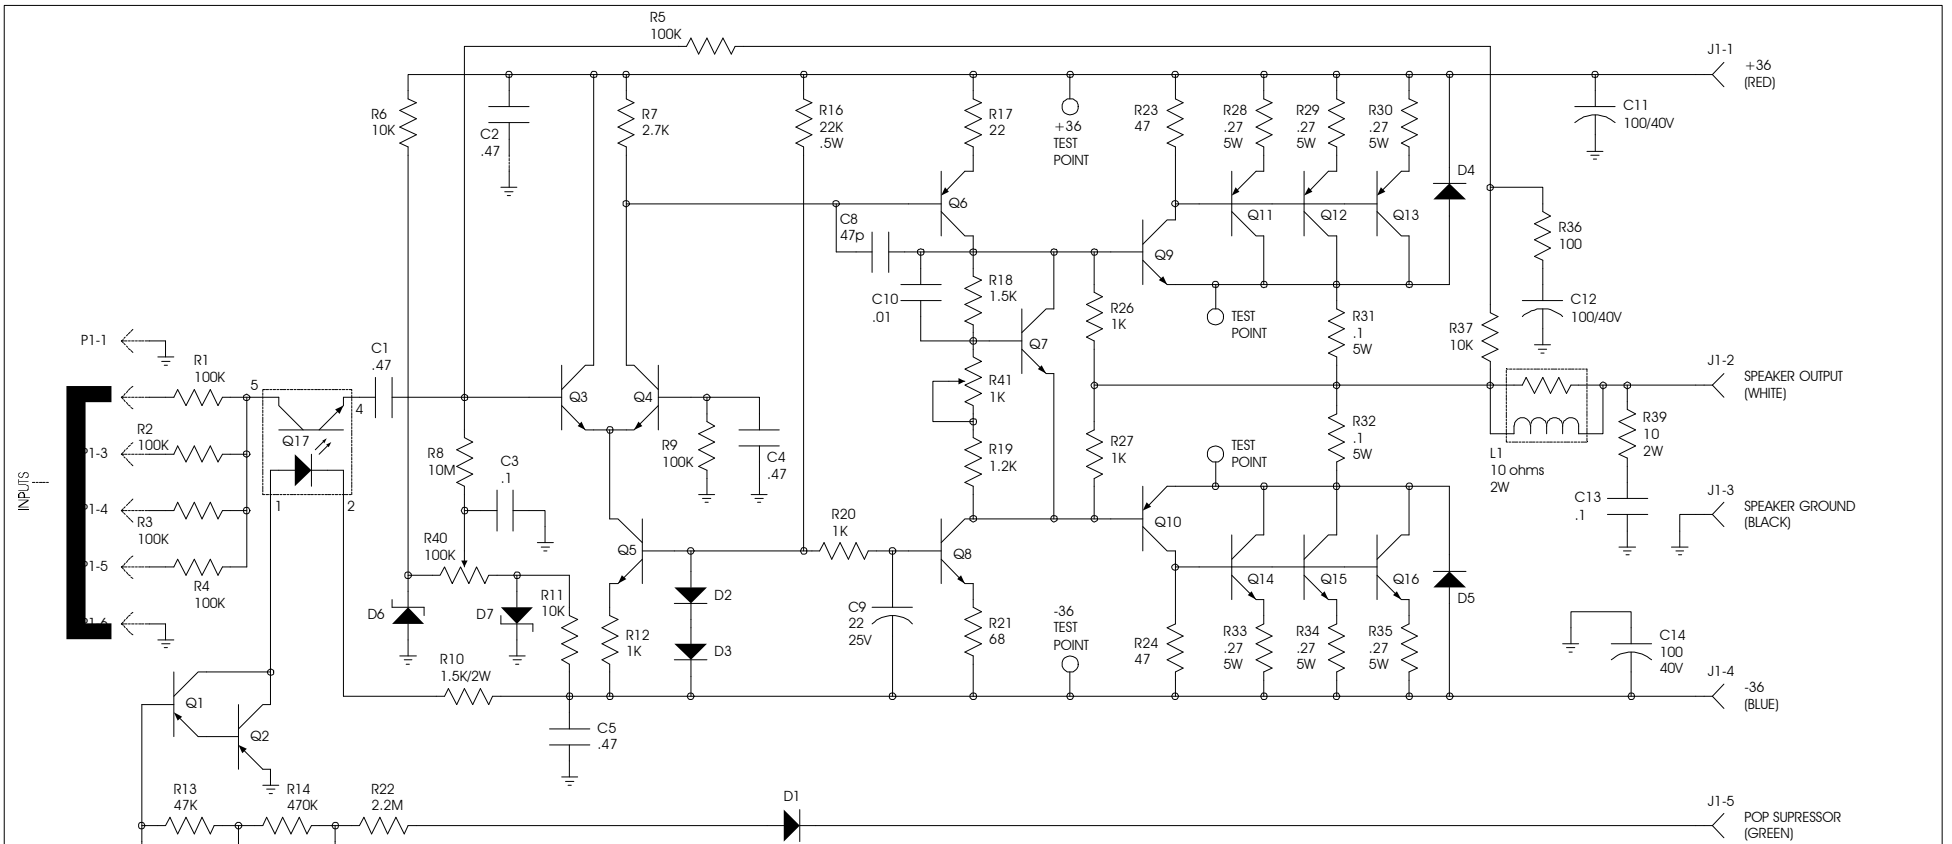 R5
100K
J1-1
+36
(RED)
R6
10K
C2
.47
R7
2.7K
R16
22K
.5W
R17
22
+36
TEST
POINT
R23
47
R28
.27
5W
R29
.27
5W
R30
.27
5W
D4
C11
100/40V
Q6
Q11
Q12
Q13
C8
47p
Q9
R36
100
C10
.01
R18
1.5K
R26
1K
TEST
POINT
R31
.1
5W
C12
100/40V
R37
10K
P1-1
R1
100K
C1
.47
Q7
J1-2
SPEAKER OUTPUT
(WHITE)
5
4
Q3
Q4
R41
1K
R2
100K
P1-3
Q17
R8
10M
C3
.1
R9
100K
C4
.47
R19
1.2K
R27
1K
TEST
POINT
R32
.1
5W
L1
10 ohms
2W
R39
10
2W
INPUTS
1
2
P1-4
R3
100K
C13
.1
J1-3
SPEAKER GROUND
(BLACK)
R40
100K
Q5
R20
1K
Q8
Q10
P1-5
R4
100K
D6
D7
R11
10K
D2
C9
22
25V
Q14
Q15
Q16
D5
P1-6
R12
1K
D3
R21
68
-36
TEST
POINT
R24
47
R33
.27
5W
R34
.27
5W
R35
.27
5W
C14
100
40V
R10
1.5K/2W
J1-4
-36
(BLUE)
Q1
Q2
C5
.47
R13
47K
R14
470K
R22
2.2M
D1
J1-5
POP SUPRESSOR
(GREEN)